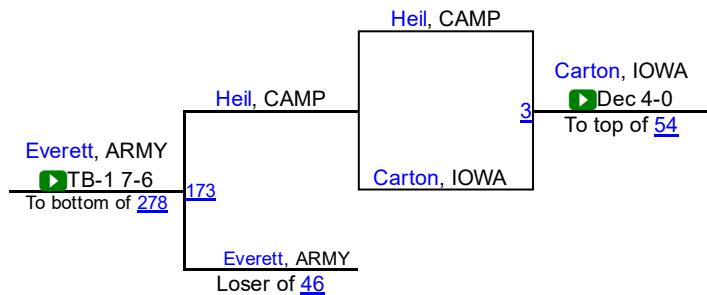 Heil, CAMP
Carton, IOWA
Dec 4-0
Heil, CAMP
3
To top of 54
Everett, ARMY
TB-1 7-6
Carton, IOWA
173
To bottom of 278
Everett, ARMY
Loser of 46